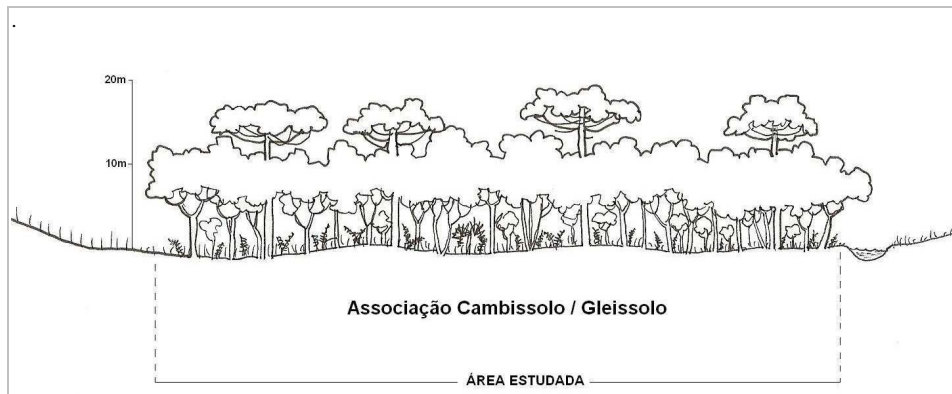 .
20m
10m
Associação Cambissolo / Gleissolo
ÁREA ESTUDADA